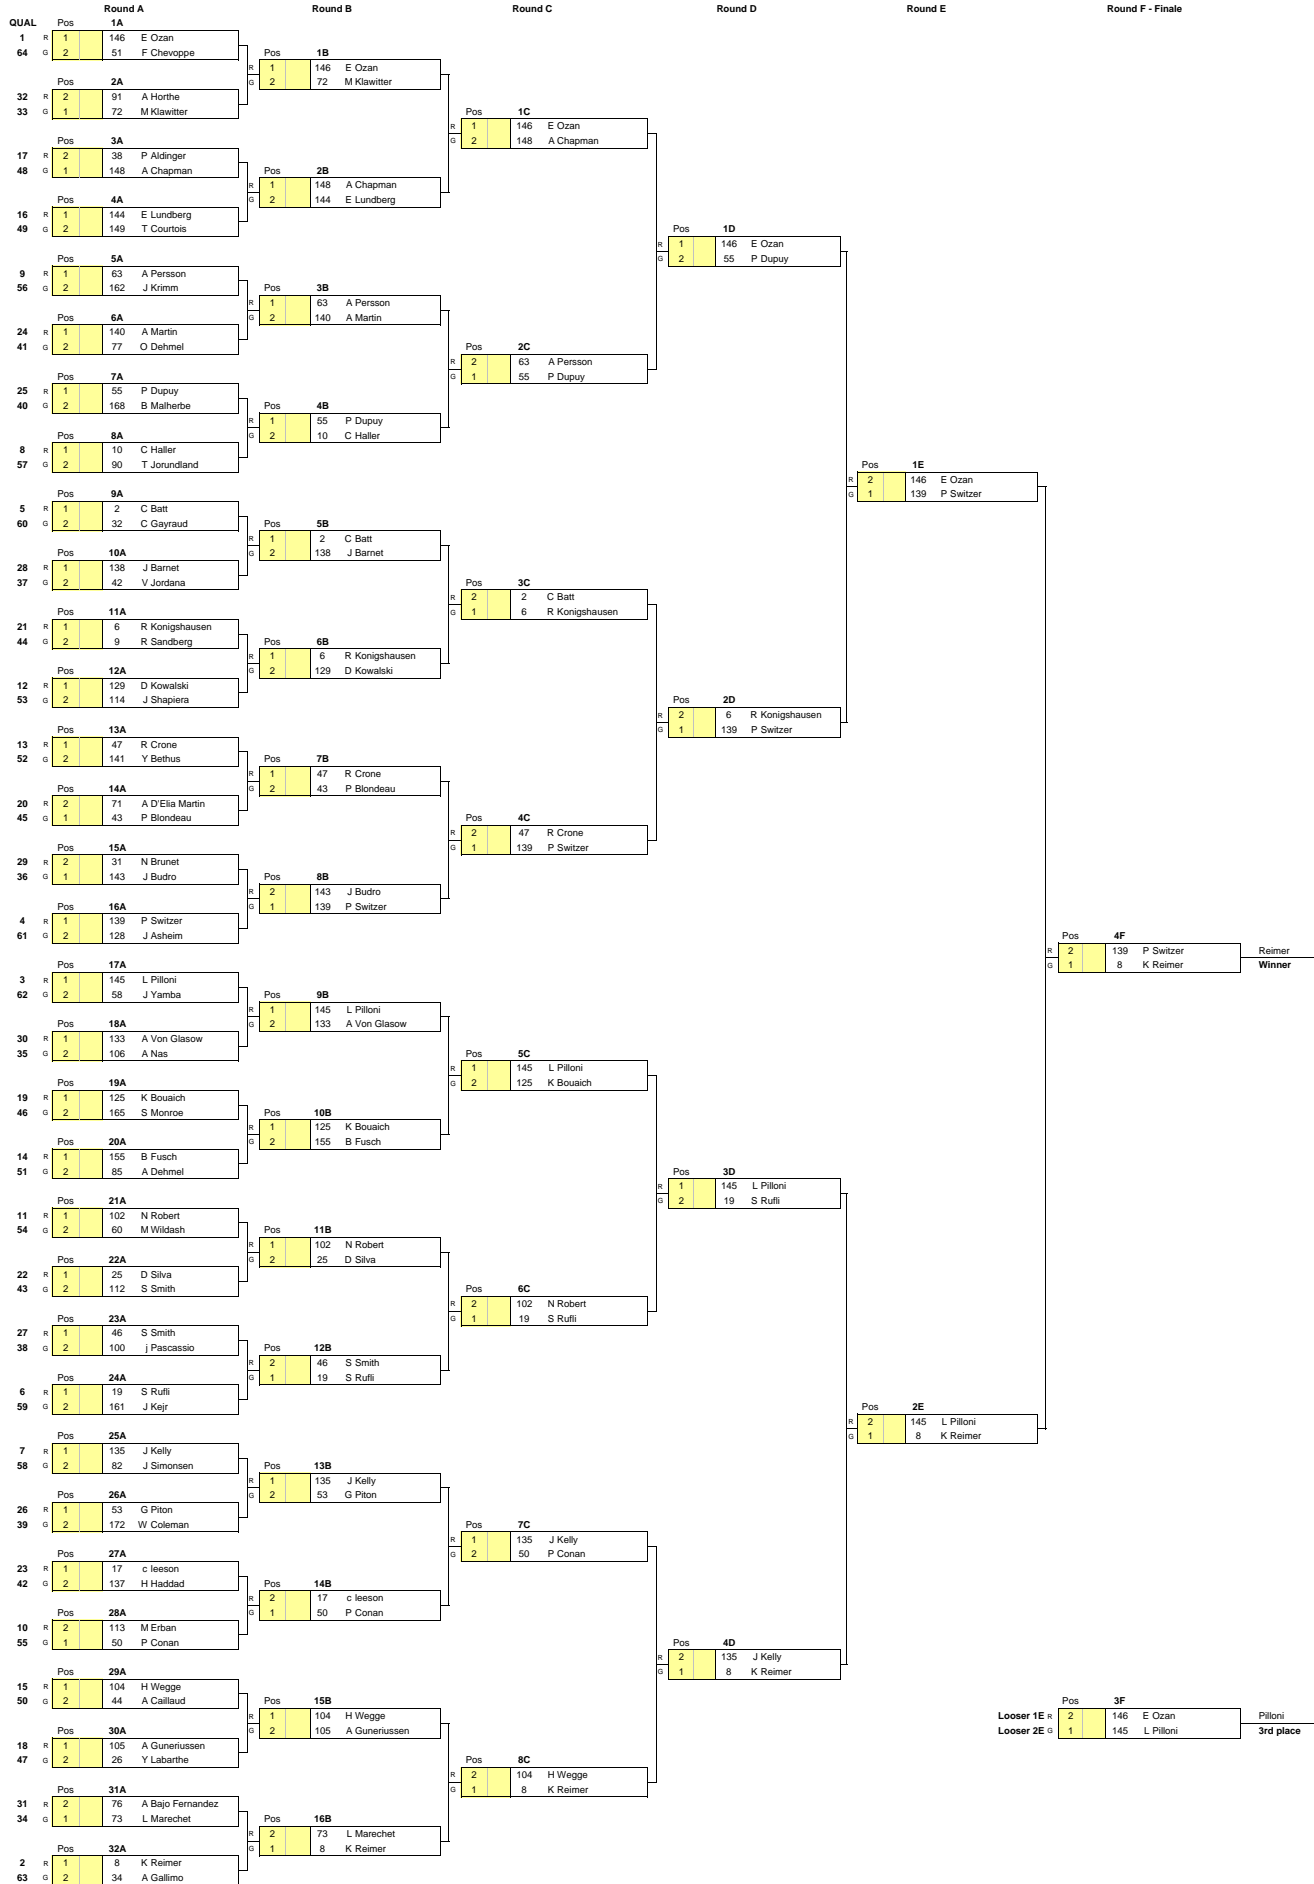 Round A Round B Round C Round D Round E Round F - Finale
QUAL Pos 1A
1 R 1 146 E Ozan
64 G 2 51 F Chevoppe
Pos 2A
32 R 2 91 A Horthe
33 G 1 72 M Klawitter
Pos 3A
17 R 2 38 P Aldinger
48 G 1 148 A Chapman
Pos 4A
16 R 1 144 E Lundberg
49 G 2 149 T Courtois
Pos 5A
9 R 1 63 A Persson
56 G 2 162 J Krimm
Pos 6A
24 R 1 140 A Martin
41 G 2 77 O Dehmel
Pos 7A
25 R 1 55 P Dupuy
40 G 2 168 B Malherbe
Pos 8A
8 R 1 10 C Haller
57 G 2 90 T Jorundland
Pos 9A
5 R 1 2 C Batt
60 G 2 32 C Gayraud
Pos 10A
28 R 1 138 J Barnet
37 G 2 42 V Jordana
Pos 11A
21 R 1 6 R Konigshausen
44 G 2 9 R Sandberg
Pos 12A
12 R 1 129 D Kowalski
53 G 2 114 J Shapiera
Pos 13A
13 R 1 47 R Crone
52 G 2 141 Y Bethus
Pos 14A
20 R 2 71 A D'Elia Martin
45 G 1 43 P Blondeau
Pos 15A
29 R 2 31 N Brunet
36 G 1 143 J Budro
Pos 16A
4 R 1 139 P Switzer
61 G 2 128 J Asheim
Pos 17A
3 R 1 145 L Pilloni
62 G 2 58 J Yamba
Pos 18A
30 R 1 133 A Von Glasow
35 G 2 106 A Nas
Pos 19A
19 R 1 125 K Bouaich
46 G 2 165 S Monroe
Pos 20A
14 R 1 155 B Fusch
51 G 2 85 A Dehmel
Pos 21A
11 R 1 102 N Robert
54 G 2 60 M Wildash
Pos 22A
22 R 1 25 D Silva
43 G 2 112 S Smith
Pos 23A
27 R 1 46 S Smith
38 G 2 100 j Pascassio
Pos 24A
6 R 1 19 S Rufli
59 G 2 161 J Kejr
Pos 25A
7 R 1 135 J Kelly
58 G 2 82 J Simonsen
Pos 26A
26 R 1 53 G Piton
39 G 2 172 W Coleman
Pos 27A
23 R 1 17 c leeson
42 G 2 137 H Haddad
Pos 28A
10 R 2 113 M Erban
55 G 1 50 P Conan
Pos 29A
15 R 1 104 H Wegge
50 G 2 44 A Caillaud
Pos 30A
18 R 1 105 A Guneriussen
47 G 2 26 Y Labarthe
Pos 31A
31 R 2 76 A Bajo Fernandez
34 G 1 73 L Marechet
Pos 32A
2 R 1 8 K Reimer
63 G 2 34 A Gallimo
Pos 1B
R 1 146 E Ozan
G 2 72 M Klawitter
Pos 2B
R 1 148 A Chapman
G 2 144 E Lundberg
Pos 3B
R 1 63 A Persson
G 2 140 A Martin
Pos 4B
R 1 55 P Dupuy
G 2 10 C Haller
Pos 5B
R 1 2 C Batt
G 2 138 J Barnet
Pos 6B
R 1 6 R Konigshausen
G 2 129 D Kowalski
Pos 7B
R 1 47 R Crone
G 2 43 P Blondeau
Pos 8B
R 2 143 J Budro
G 1 139 P Switzer
Pos 9B
R 1 145 L Pilloni
G 2 133 A Von Glasow
Pos 10B
R 1 125 K Bouaich
G 2 155 B Fusch
Pos 11B
R 1 102 N Robert
G 2 25 D Silva
Pos 12B
R 2 46 S Smith
G 1 19 S Rufli
Pos 13B
R 1 135 J Kelly
G 2 53 G Piton
Pos 14B
R 2 17 c leeson
G 1 50 P Conan
Pos 15B
R 1 104 H Wegge
G 2 105 A Guneriussen
Pos 16B
R 2 73 L Marechet
G 1 8 K Reimer
Pos 1C
R 1 146 E Ozan
G 2 148 A Chapman
Pos 2C
R 2 63 A Persson
G 1 55 P Dupuy
Pos 3C
R 2 2 C Batt
G 1 6 R Konigshausen
Pos 4C
R 2 47 R Crone
G 1 139 P Switzer
Pos 5C
R 1 145 L Pilloni
G 2 125 K Bouaich
Pos 6C
R 2 102 N Robert
G 1 19 S Rufli
Pos 7C
R 1 135 J Kelly
G 2 50 P Conan
Pos 8C
R 2 104 H Wegge
G 1 8 K Reimer
Pos 1D
R 1 146 E Ozan
G 2 55 P Dupuy
Pos 2D
R 2 6 R Konigshausen
G 1 139 P Switzer
Pos 3D
R 1 145 L Pilloni
G 2 19 S Rufli
Pos 4D
R 2 135 J Kelly
G 1 8 K Reimer
Pos 1E
R 2 146 E Ozan
G 1 139 P Switzer
Pos 2E
R 2 145 L Pilloni
G 1 8 K Reimer
Pos 4F
R 2 139 P Switzer Reimer
G 1 8 K Reimer Winner
Pos 3F
Looser 1E R 2 146 E Ozan Pilloni
Looser 2E G 1 145 L Pilloni 3rd place